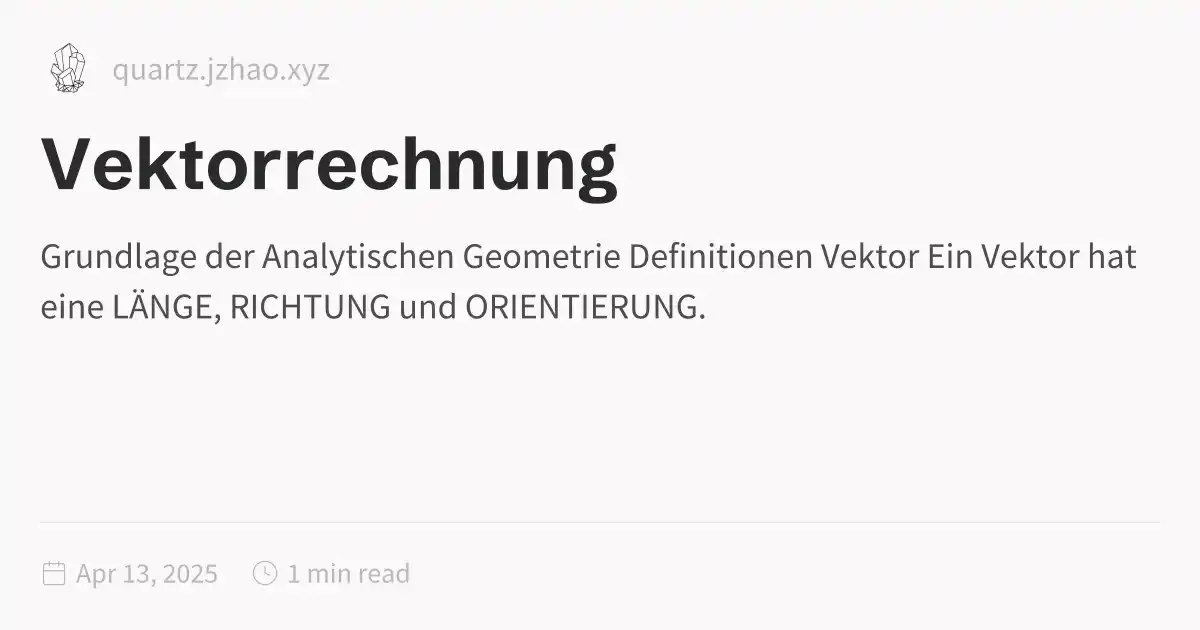 quartz.jzhao.xyz
Vektorrechnung
Grundlage der Analytischen Geometrie Definitionen Vektor Ein Vektor hat
eine LÄNGE, RICHTUNG und ORIENTIERUNG.
Apr 13, 2025 1 min read